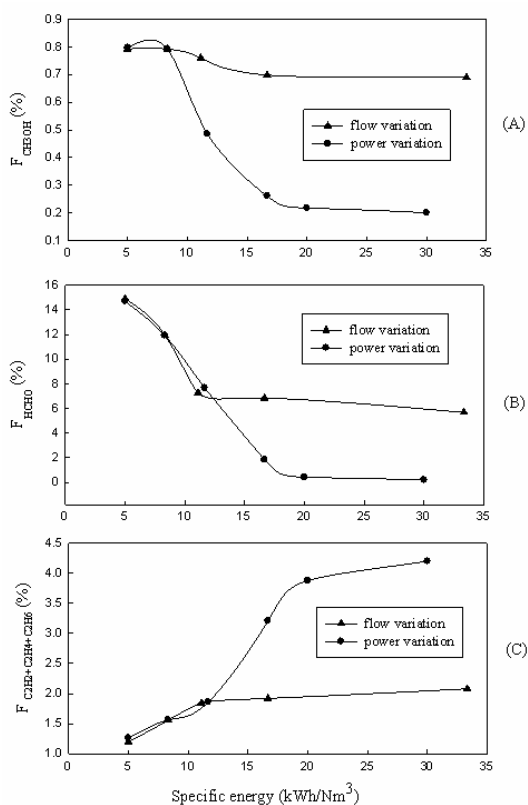 0.9
0.8
0.7
0.6
0.5
0.4
0.3
0.2
0.1
F CH3OH (%)
flow variation
power variation
(A)
0 5 10 15 20 25 30 35
16
14
12
10
8
6
4
2
0
F HCHO (%)
flow variation
power variation
(B)
0 5 10 15 20 25 30 35
4.5
4.0
3.5
3.0
2.5
2.0
1.5
1.0
F C2H2+C2H4+C2H6 (%)
flow variation
power variation
(C)
0 5 10 15 20 25 30 35
Specific energy (kWh/Nm³)